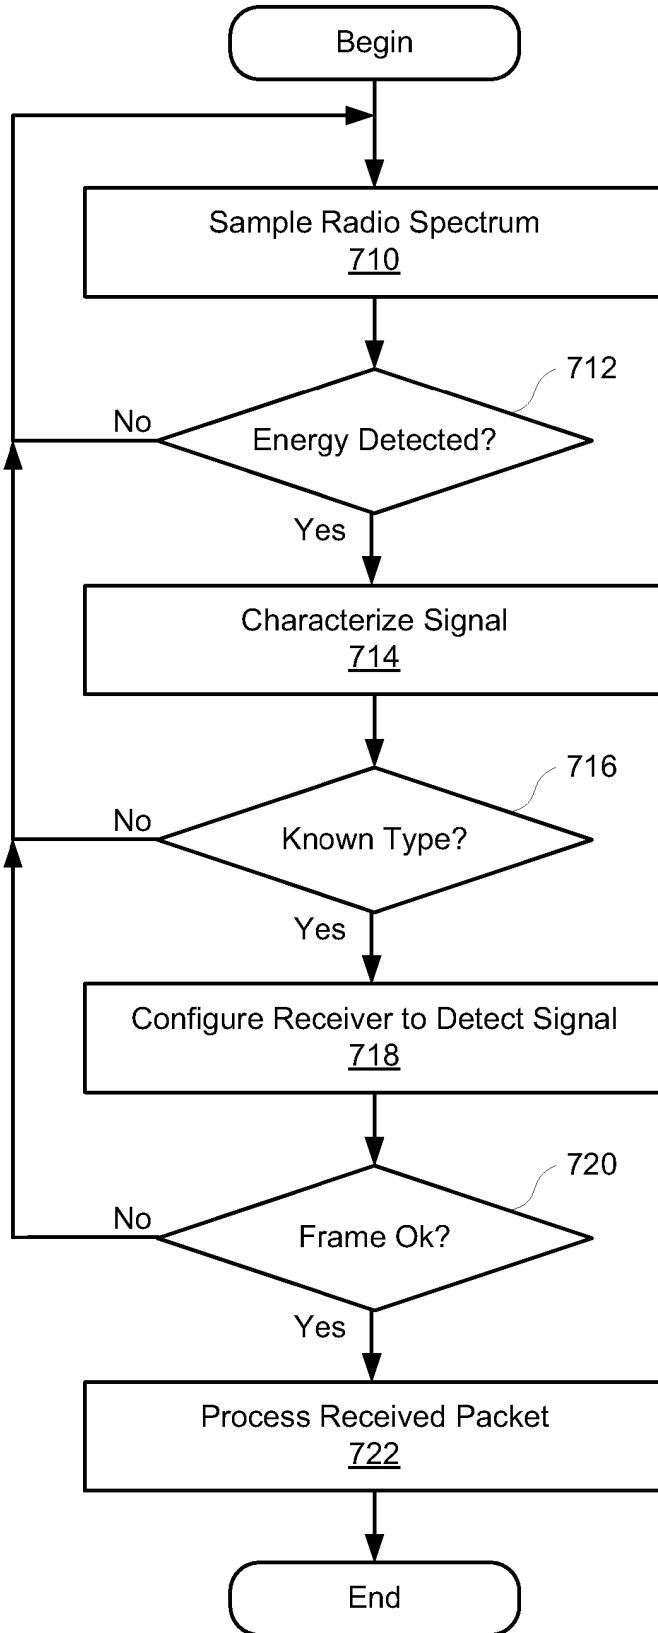 Begin
Sample Radio Spectrum
710
712
No
Energy Detected?
Yes
Characterize Signal
714
716
No
Known Type?
Yes
Configure Receiver to Detect Signal
718
720
No
Frame Ok?
Yes
Process Received Packet
722
End